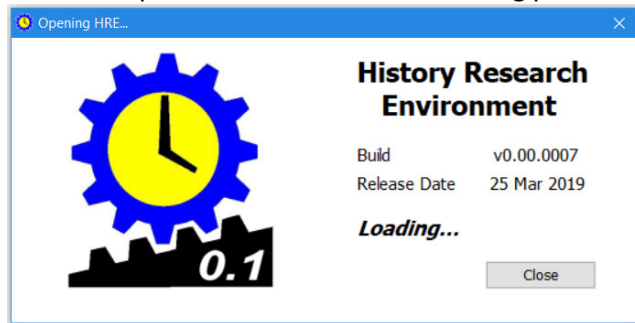 Opening HRE...
History Research
Environment
Build v0.00.0007
Release Date 25 Mar 2019
Loading...
0.1
Close